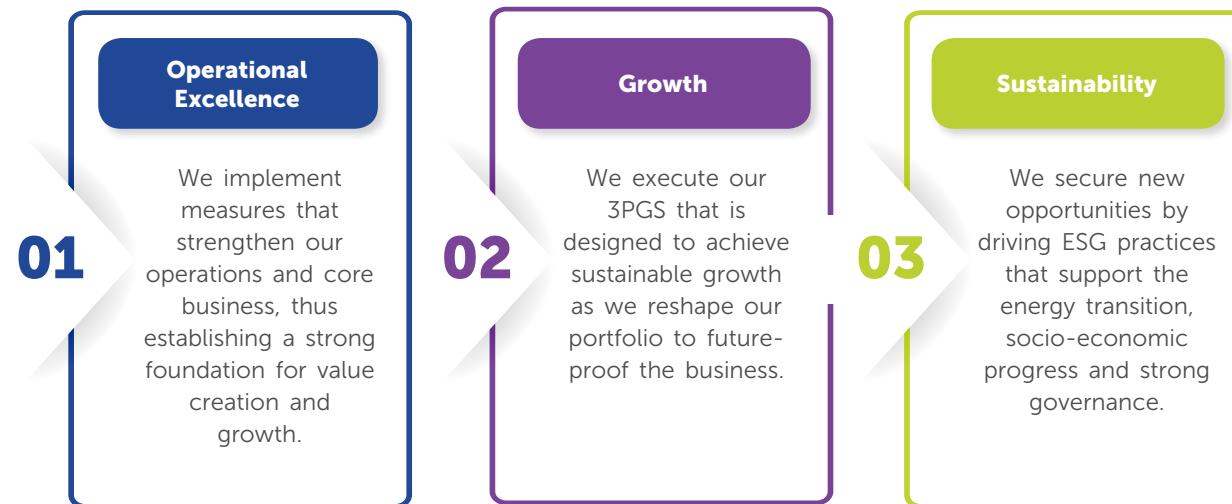 01
Operational
Excellence
We implement
measures that
strengthen our
operations and core
business, thus
establishing a strong
foundation for value
creation and
growth.
02
Growth
We execute our
3PGS that is
designed to achieve
sustainable growth
as we reshape our
portfolio to future-
proof the business.
03
Sustainability
We secure new
opportunities by
driving ESG practices
that support the
energy transition,
socio-economic
progress and strong
governance.